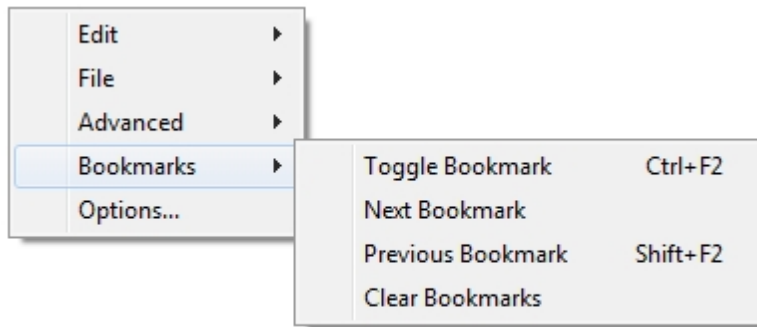 Edit
File
Advanced
Bookmarks
Options...
Toggle Bookmark Ctrl+F2
Next Bookmark
Previous Bookmark Shift+F2
Clear Bookmarks